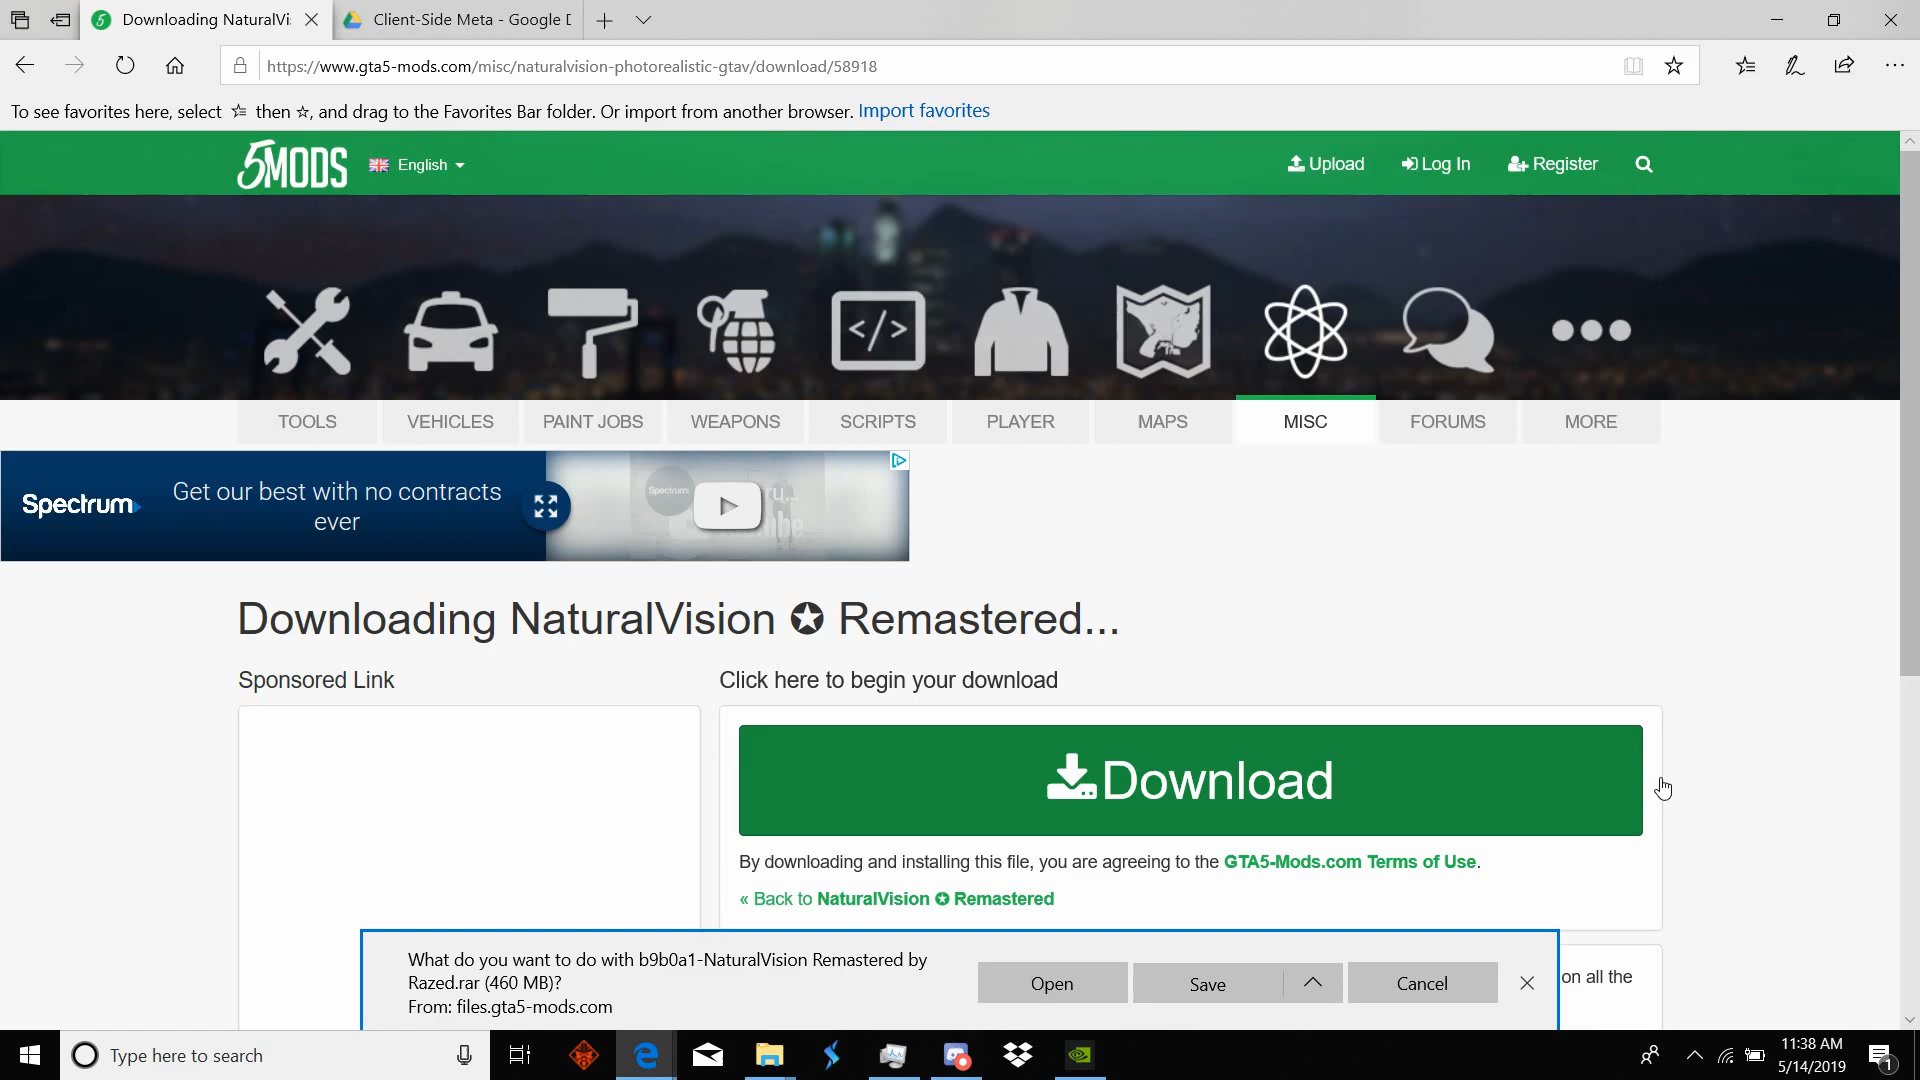 Downloading NaturalVi
Client-Side Meta - Google
https://www.gta5-mods.com/misc/naturalvision-photorealistic-gtav/download/58918
To see favorites here, select then ☆, and drag to the Favorites Bar folder. Or import from another browser. Import favorites
5MODS
English
Upload
Log In
Register
TOOLS
VEHICLES
PAINT JOBS
WEAPONS
SCRIPTS
PLAYER
MAPS
MISC
FORUMS
MORE
Spectrum
Get our best with no contracts
ever
Spectrum
ru...
Downloading NaturalVision ✪ Remastered...
Sponsored Link
Click here to begin your download
Download
By downloading and installing this file, you are agreeing to the GTA5-Mods.com Terms of Use.
« Back to NaturalVision ✪ Remastered
What do you want to do with b9b0a1-NaturalVision Remastered by
Razed.rar (460 MB)?
From: files.gta5-mods.com
Open
Save
Cancel
on all the
Type here to search
11:38 AM
5/14/2019
1